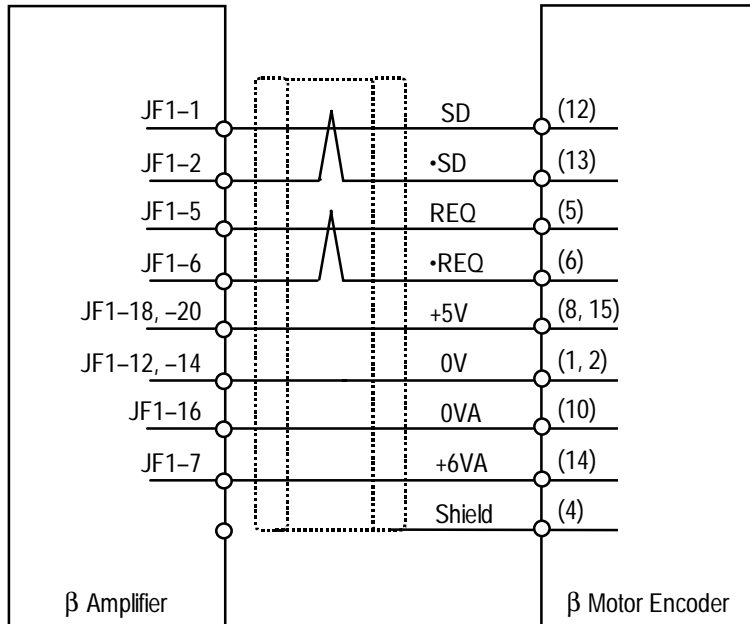 JF1–1 SD (12)
JF1–2 •SD (13)
JF1–5 REQ (5)
JF1–6 •REQ (6)
JF1–18, –20 +5V (8, 15)
JF1–12, –14 0V (1, 2)
JF1–16 0VA (10)
JF1–7 +6VA (14)
Shield (4)
β Amplifier β Motor Encoder